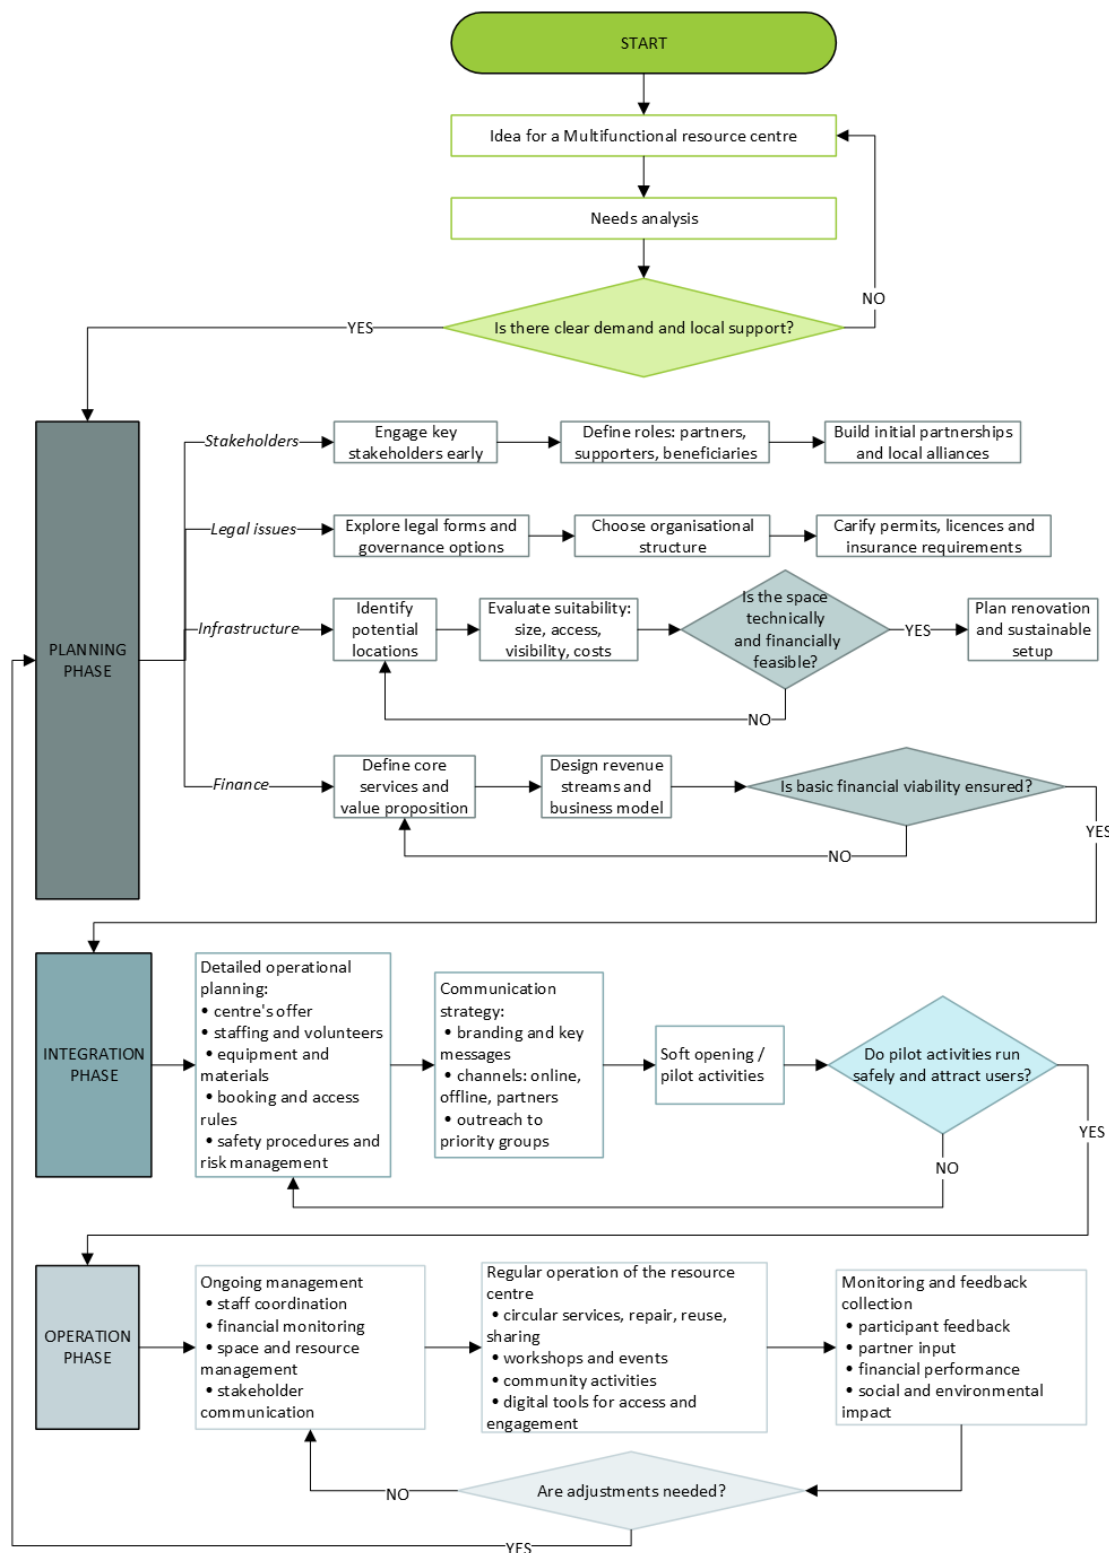 START
Idea for a Multifunctional resource centre
Needs analysis
NO
Is there clear demand and local support?
YES
PLANNING
PHASE
Stakeholders
Engage key
stakeholders early
Define roles: partners,
supporters, beneficiaries
Build initial partnerships
and local alliances
Legal issues
Explore legal forms and
governance options
Choose organisational
structure
Carify permits, licences and
insurance requirements
Infrastructure
Identify
potential
locations
Evaluate suitability:
size, access,
visibility, costs
Is the space
technically
and financially
feasible?
YES
Plan renovation
and sustainable
setup
NO
Finance
Define core
services and
value proposition
Design revenue
streams and
business model
Is basic financial viability ensured?
YES
NO
INTEGRATION
PHASE
Detailed operational
planning:
• centre's offer
• staffing and volunteers
• equipment and
materials
• booking and access
rules
• safety procedures and
risk management
Communication
strategy:
• branding and key
messages
• channels: online,
offline, partners
• outreach to
priority groups
Soft opening /
pilot activities
Do pilot activities run
safely and attract users?
YES
NO
OPERATION
PHASE
Ongoing management
• staff coordination
• financial monitoring
• space and resource
management
• stakeholder
communication
Regular operation of the resource
centre
• circular services, repair, reuse,
sharing
• workshops and events
• community activities
• digital tools for access and
engagement
Monitoring and feedback
collection
• participant feedback
• partner input
• financial performance
• social and environmental
impact
Are adjustments needed?
NO
YES